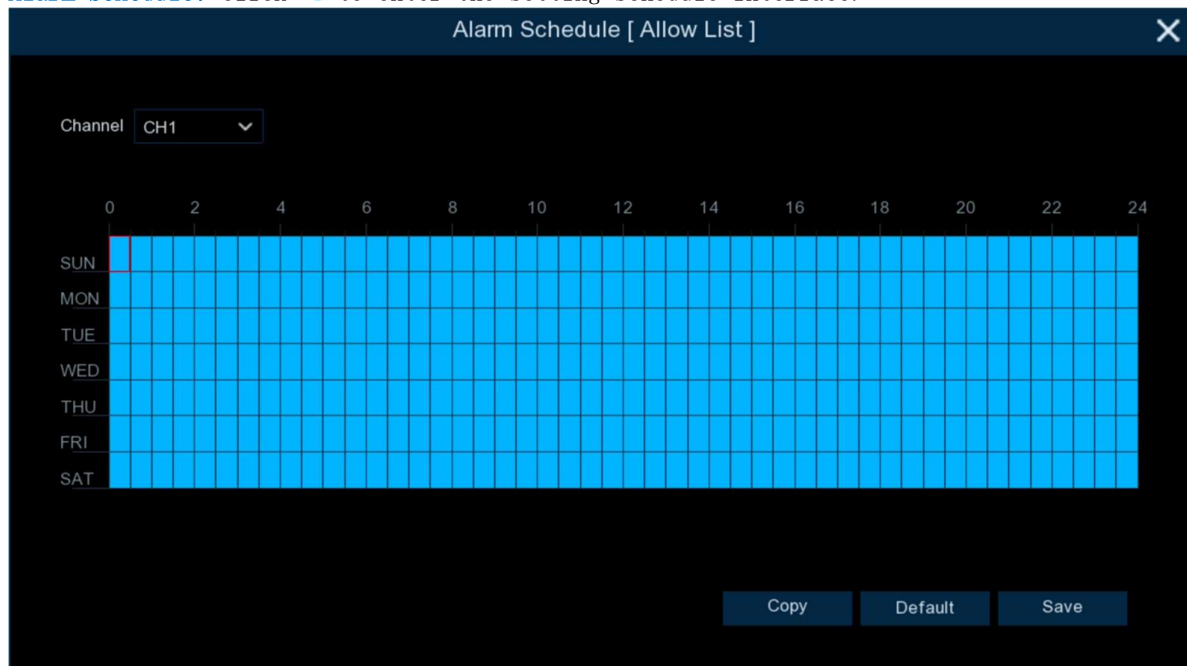 Alarm Schedule [ Allow List ]
Channel CH1
0 2 4 6 8 10 12 14 16 18 20 22 24
SUN
MON
TUE
WED
THU
FRI
SAT
Copy Default Save